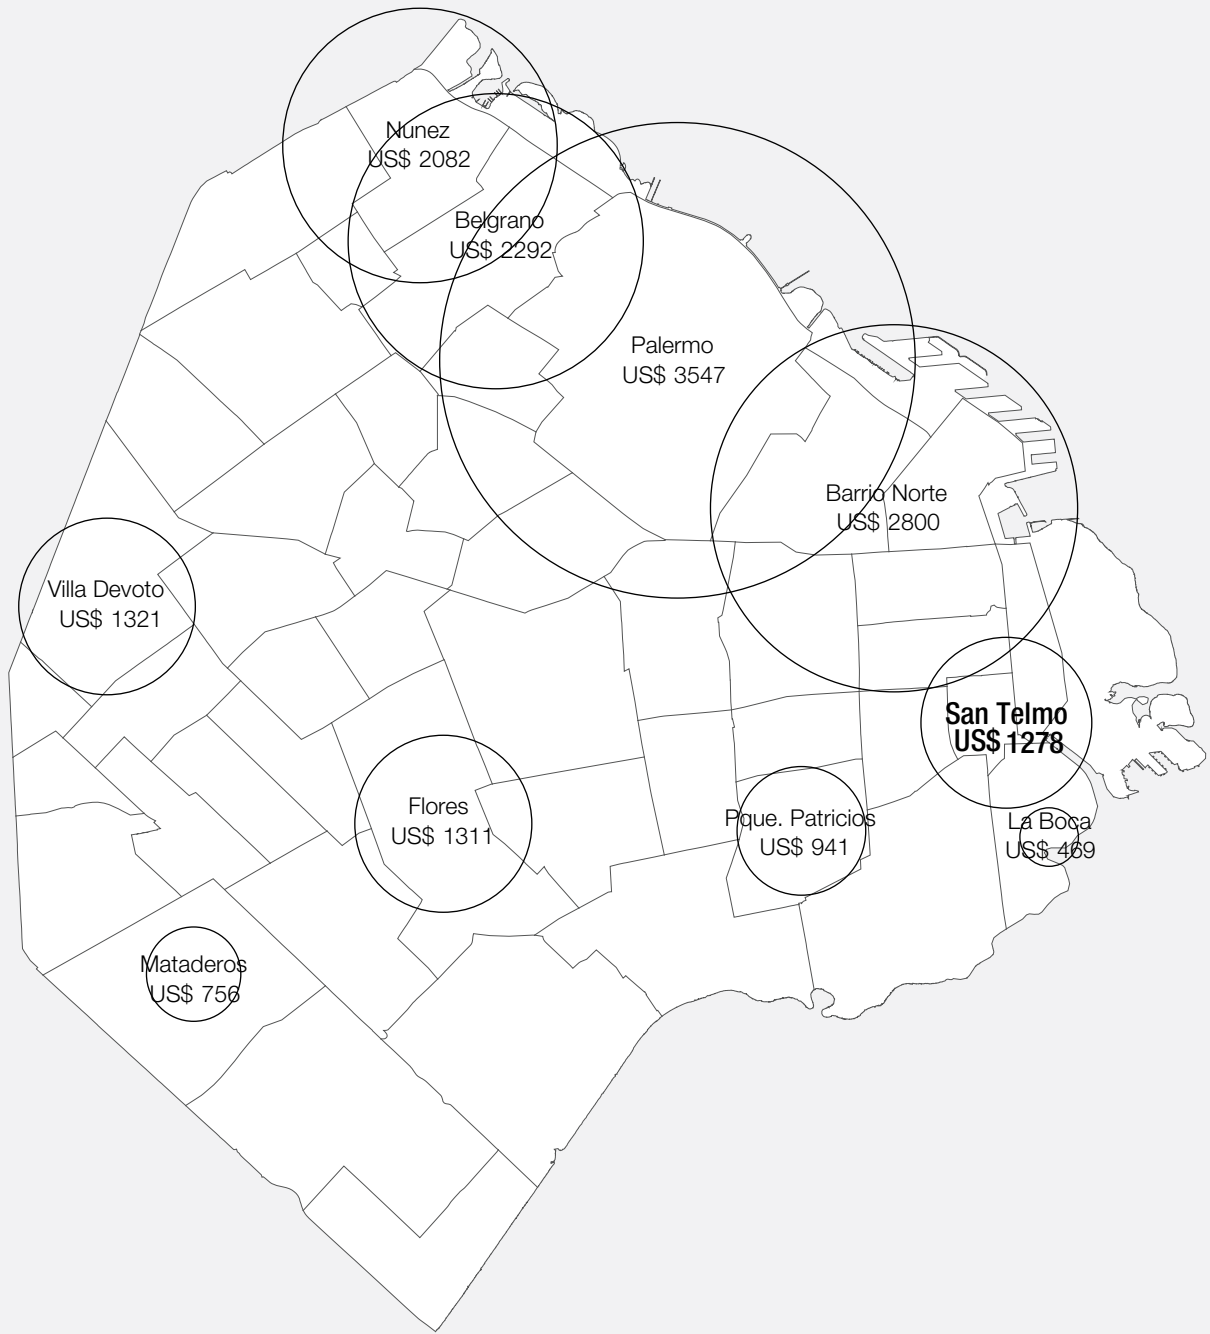 Nunez
US$ 2082
Belgrano
US$ 2292
Palermo
US$ 3547
Barrio Norte
US$ 2800
Villa Devoto
US$ 1321
San Telmo
US$ 1278
Flores
US$ 1311
Pque. Patricios
US$ 941
La Boca
US$ 469
Mataderos
US$ 756